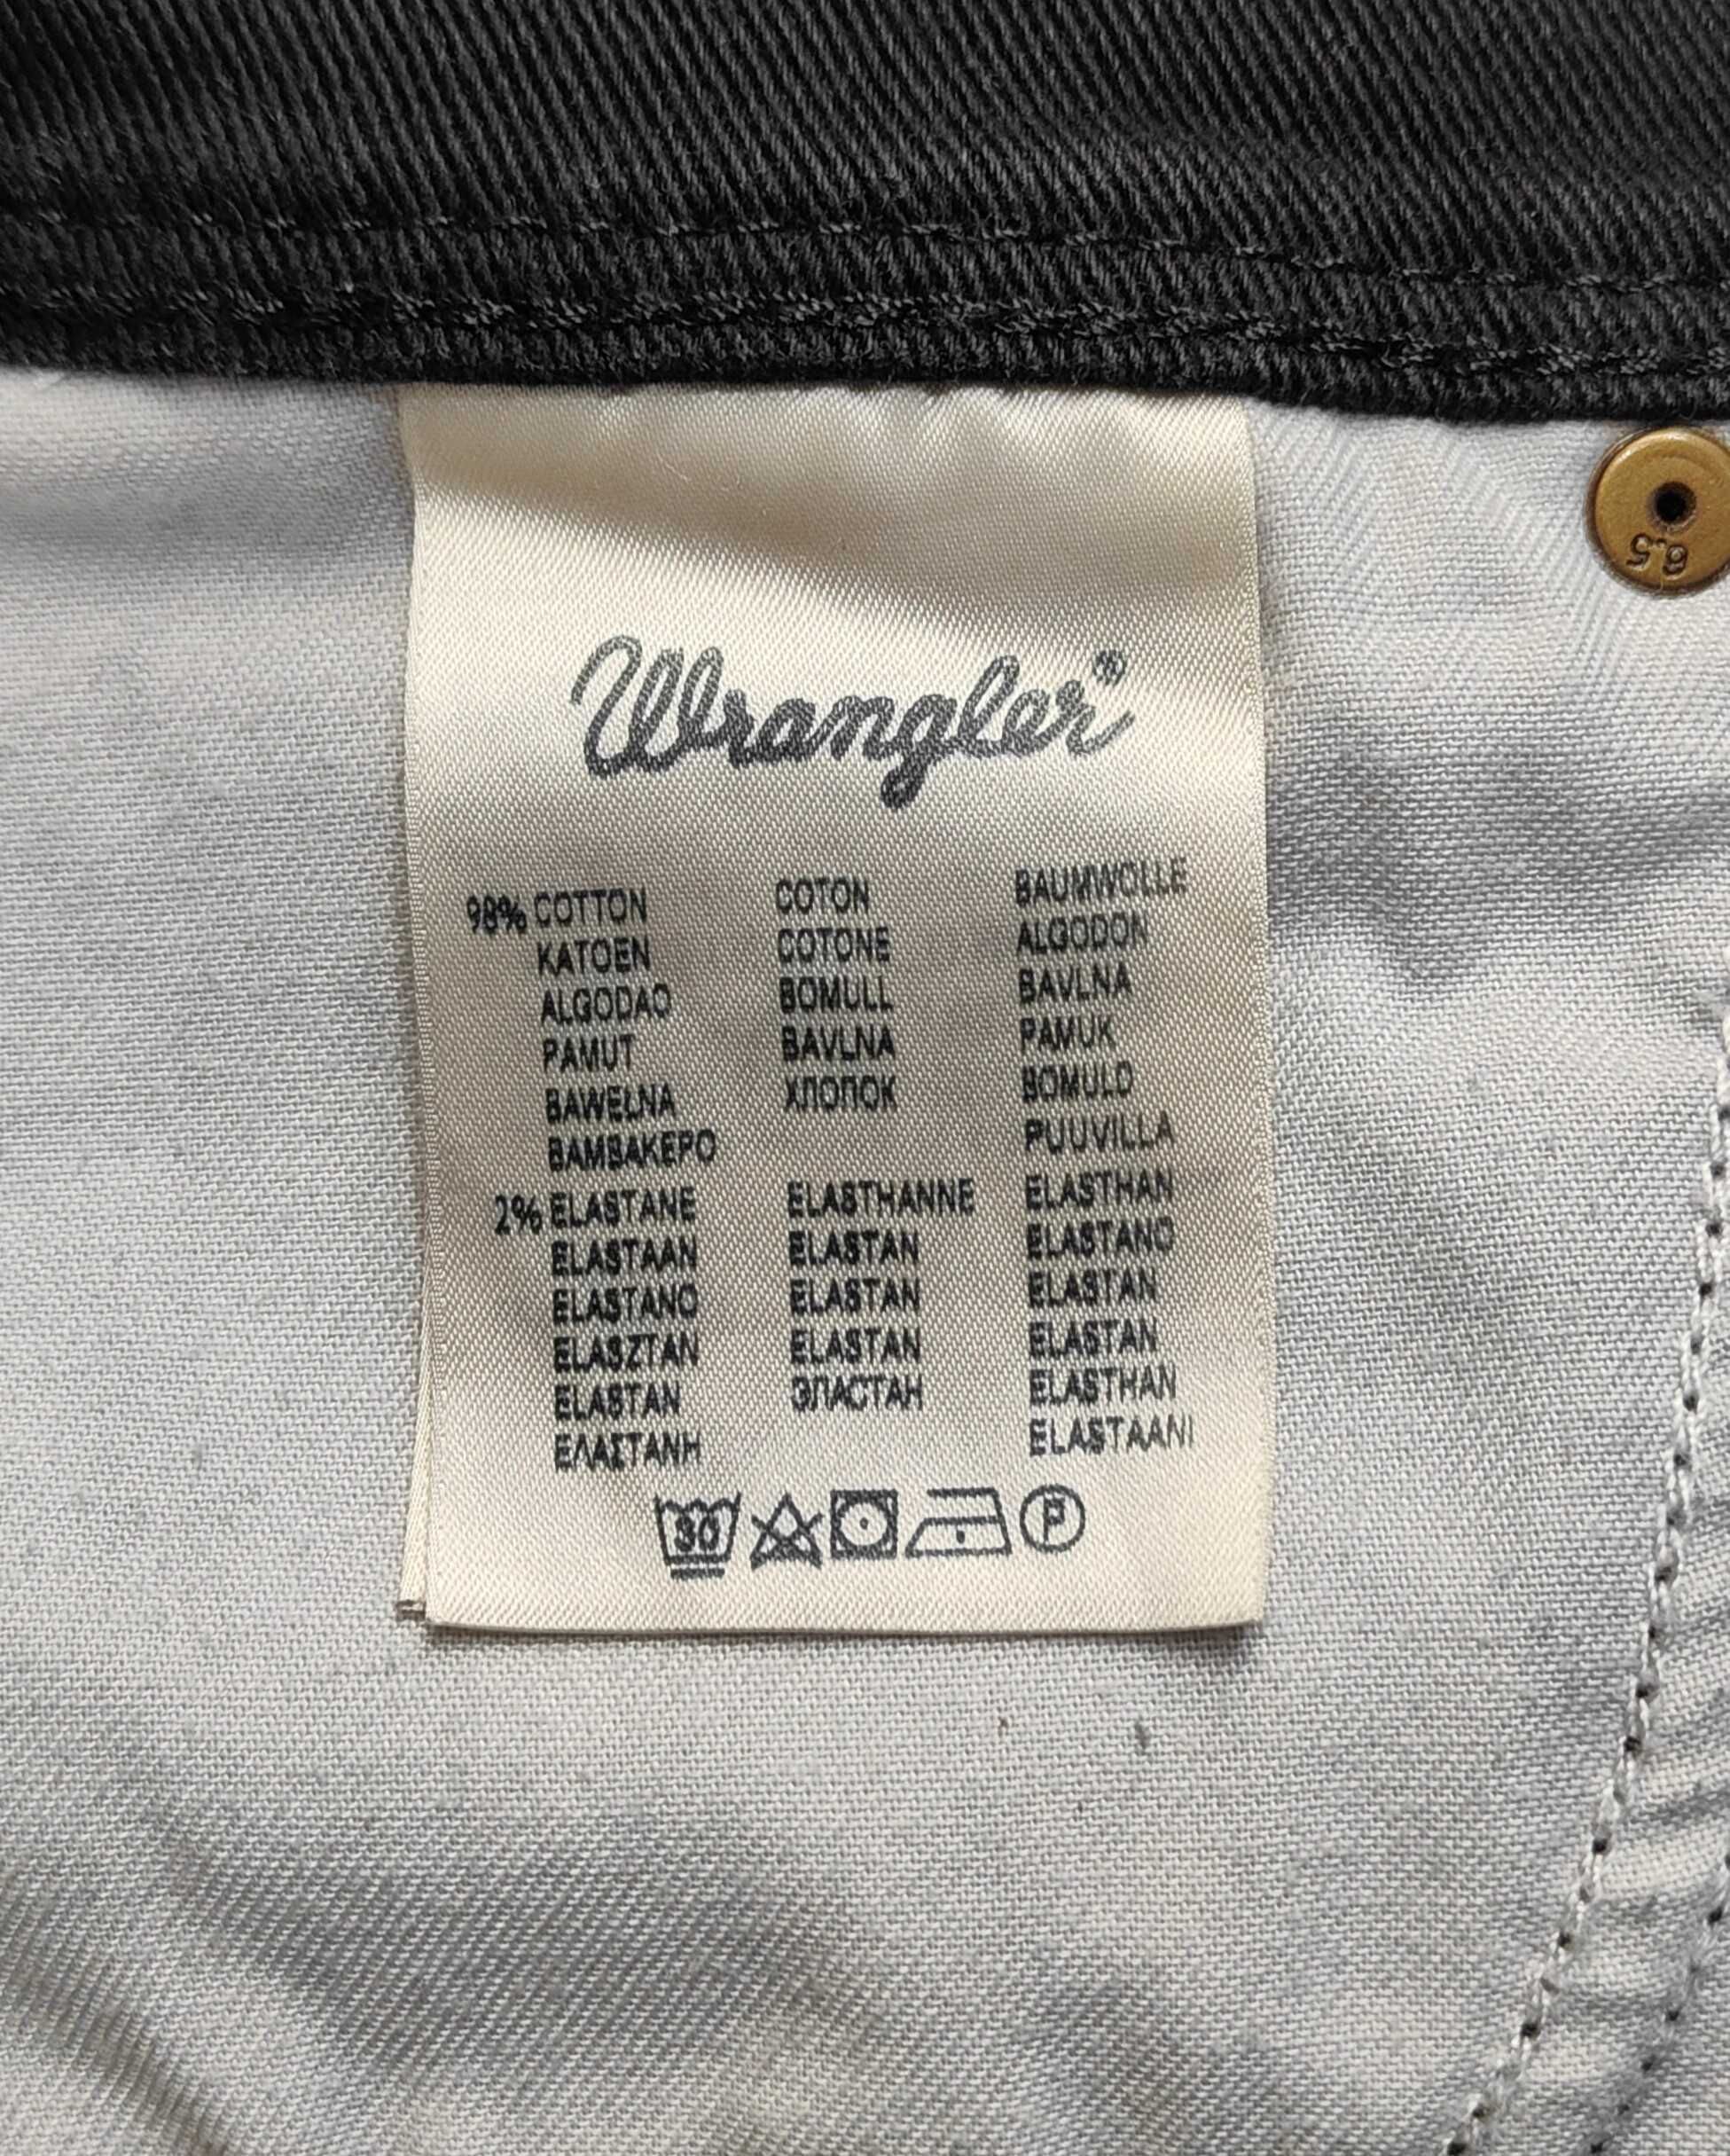 Wrangler®
98% COTTON COTON BAUMWOLLE
KATOEN COTONE ALGODON
ALGODAO BOMULL BAVLNA
PAMUT BAVLNA PAMUK
BAWEŁNA ХЛОПОК BOMULD
ΒΑΜΒΑΚΕΡΟ PUUVILLA
2% ELASTANE ELASTHANNE ELASTHAN
ELASTAAN ELASTAN ELASTANO
ELASTANO ELASTAN ELASTAN
ELASZTAN ELASTAN ELASTAN
ELASTAN ЭЛАСТАН ELASTHAN
ΕΛΑΣΤΑΝΗ ELASTAANI
30 P
6.5